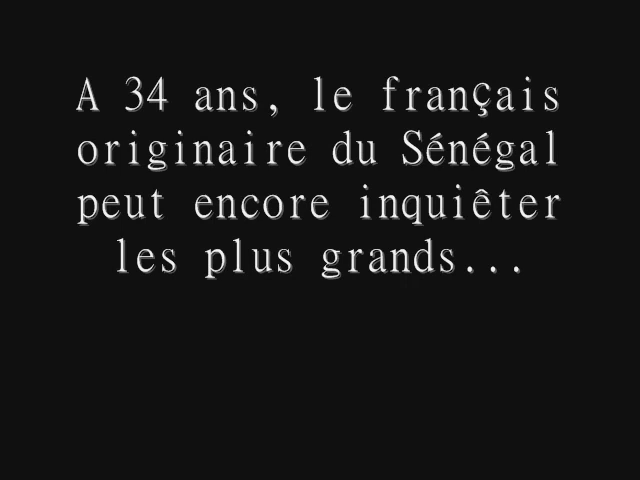 A 34 ans, le français
originaire du Sénégal
peut encore inquiêter
les plus grands...